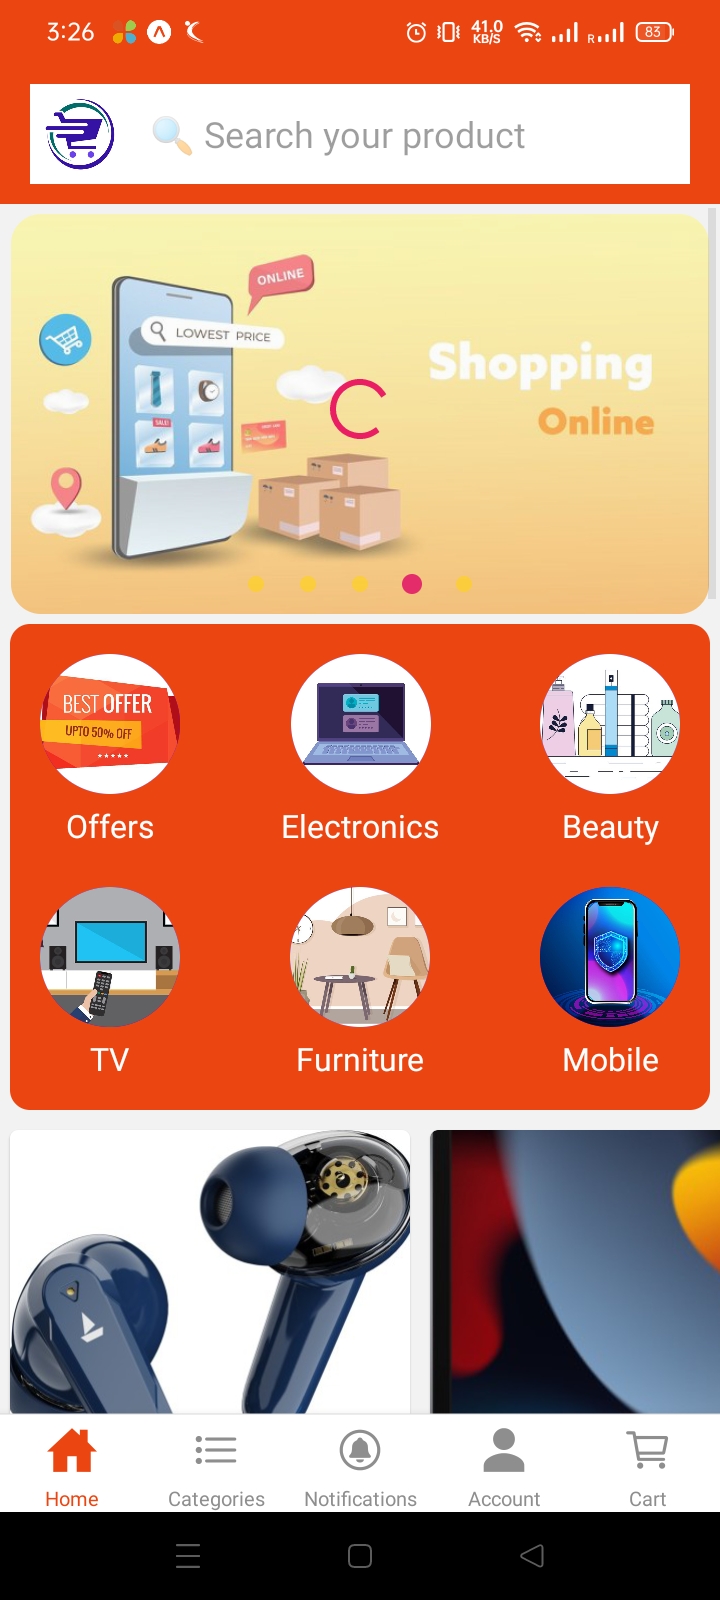 3:26
41.0
KB/S
R
83
Search your product
ONLINE
LOWEST PRICE
SALE!
Shopping
Online
BEST OFFER
UPTO 50% OFF
Offers
Electronics
Beauty
TV
Furniture
Mobile
Home
Categories
Notifications
Account
Cart